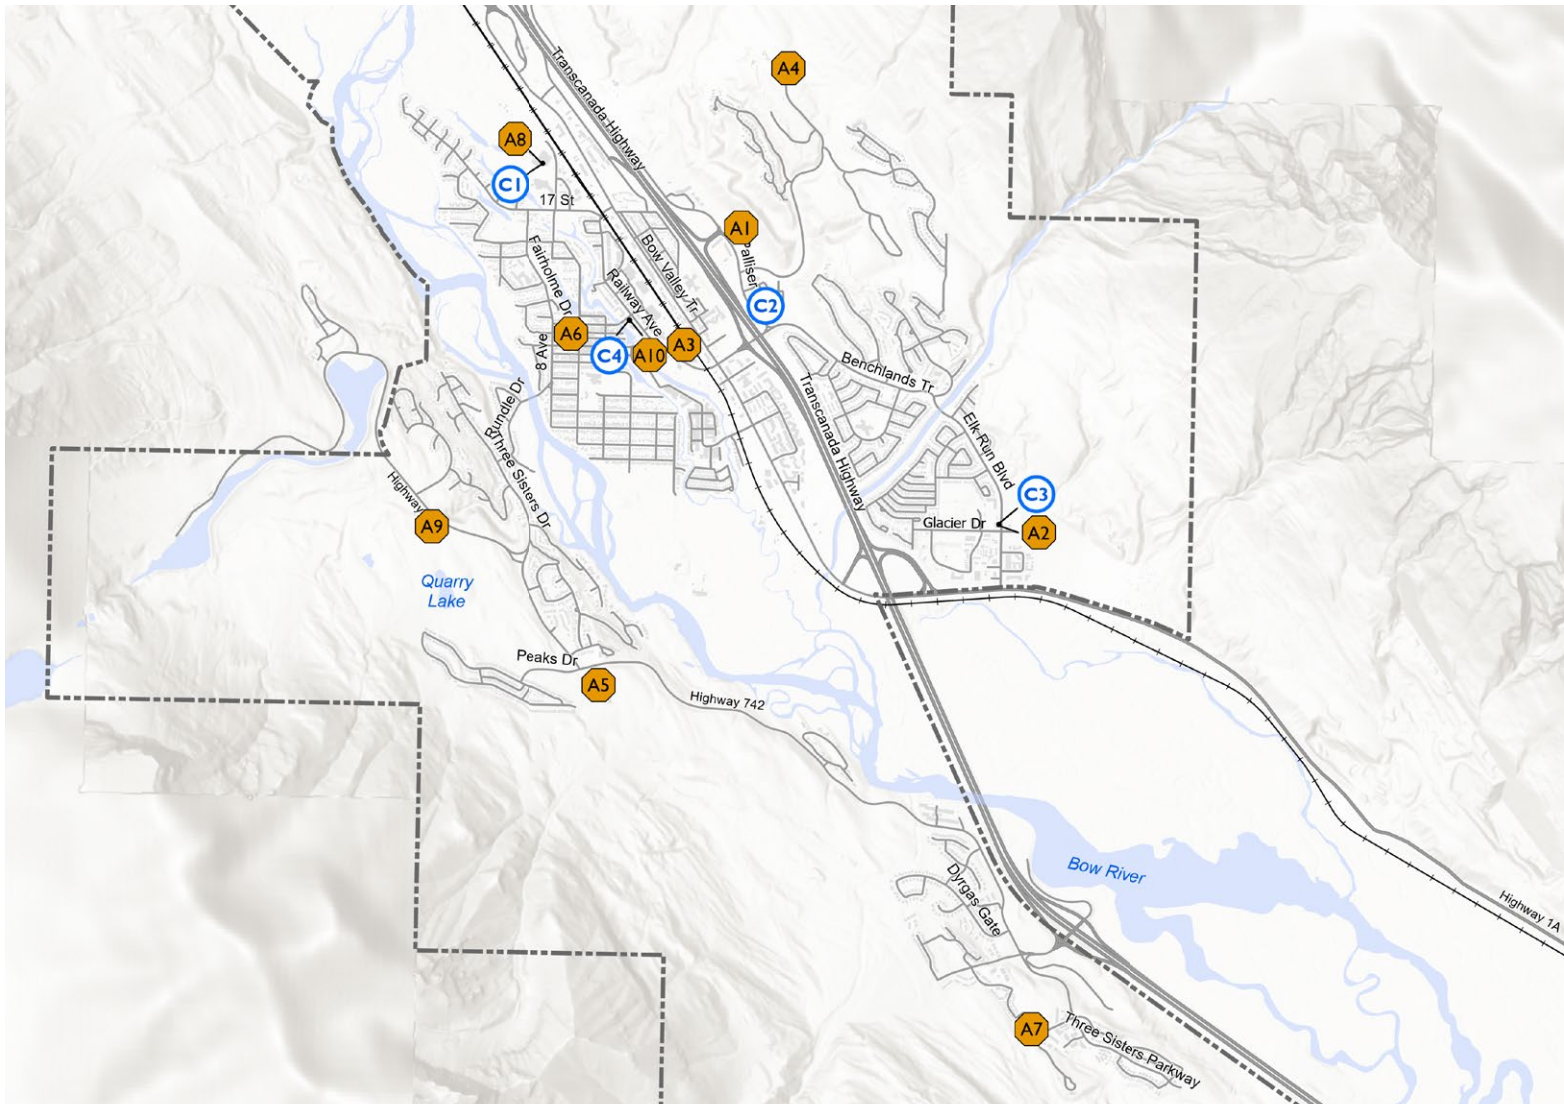 A4
Transcanada Highway
A8
C1
17 St
A1
Palliser
Fairholme Dr
Bow Valley Tr
Railway Ave
C2
A6
8 Ave
C4
A10
A3
Benchlands Tr
Rundle Dr
Three Sisters Dr
Transcanada Highway
Elk Run Blvd
Highway
A9
C3
Glacier Dr
A2
Quarry
Lake
Peaks Dr
A5
Highway 742
Bow River
Dyrgas Gate
Highway 1A
A7
Three Sisters Parkway